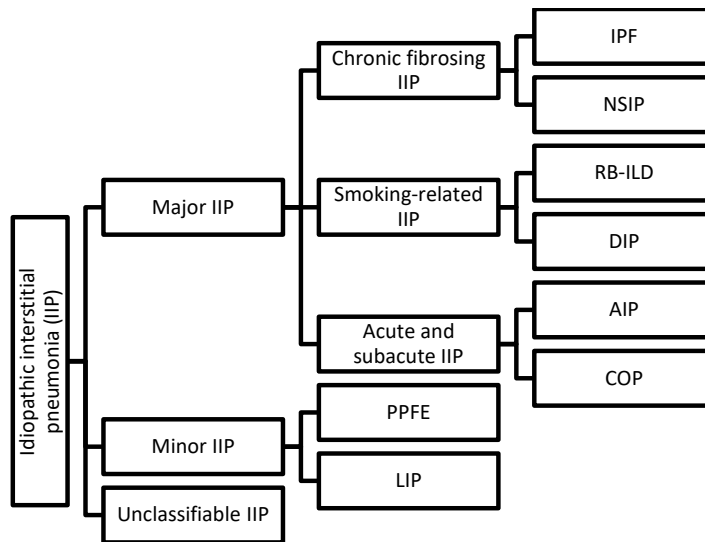 Idiopathic interstitial
pneumonia (IIP)
Major IIP
Chronic fibrosing
IIP
IPF
NSIP
Smoking-related
IIP
RB-ILD
DIP
Acute and
subacute IIP
AIP
COP
Minor IIP
PPFE
LIP
Unclassifiable IIP